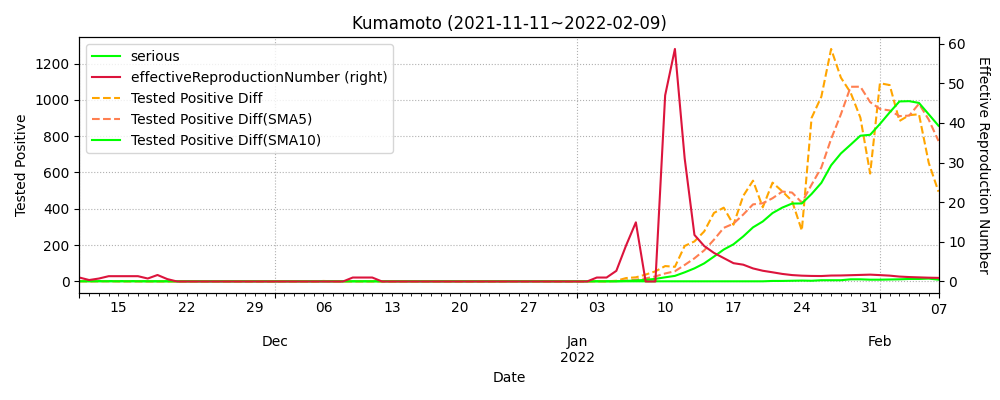 Kumamoto (2021-11-11~2022-02-09)
serious
effectiveReproductionNumber (right)
Tested Positive Diff
Tested Positive Diff(SMA5)
Tested Positive Diff(SMA10)
Tested Positive
1200
1000
800
600
400
200
0
Effective Reproduction Number
60
50
40
30
20
10
0
15 22 29 06 13 20 27 03 10 17 24 31 07
Dec Jan Feb
2022
Date